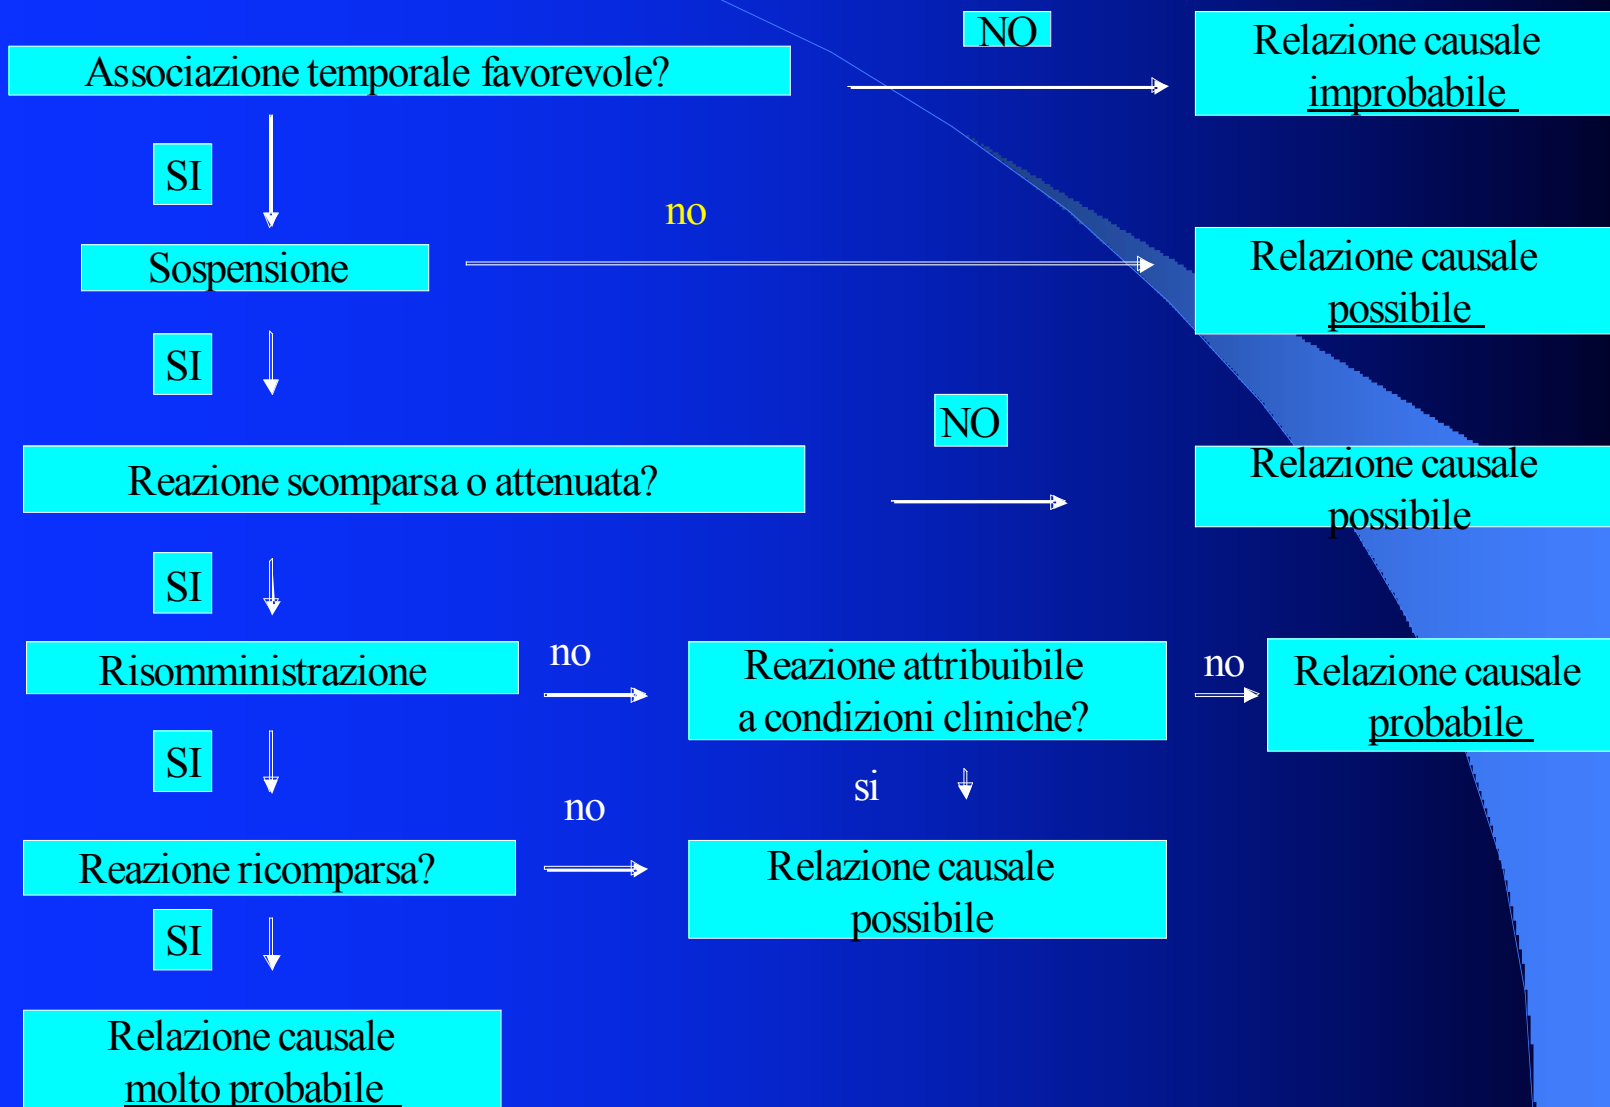 NO
Associazione temporale favorevole?
Relazione causale
improbabile
SI
no
Sospensione
Relazione causale
possibile
SI
NO
Reazione scomparsa o attenuata?
Relazione causale
possibile
SI
Risomministrazione
no
Reazione attribuibile
a condizioni cliniche?
no
Relazione causale
probabile
SI
si
no
Reazione ricomparsa?
Relazione causale
possibile
SI
Relazione causale
molto probabile